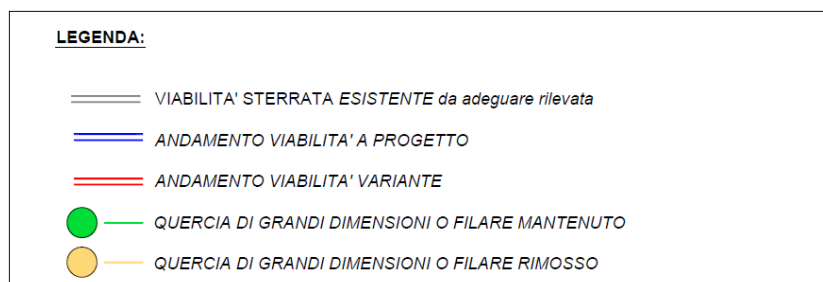 LEGENDA:
VIABILITA' STERRATA ESISTENTE da adeguare rilevata
ANDAMENTO VIABILITA' A PROGETTO
ANDAMENTO VIABILITA' VARIANTE
QUERCIA DI GRANDI DIMENSIONI O FILARE MANTENUTO
QUERCIA DI GRANDI DIMENSIONI O FILARE RIMOSSO